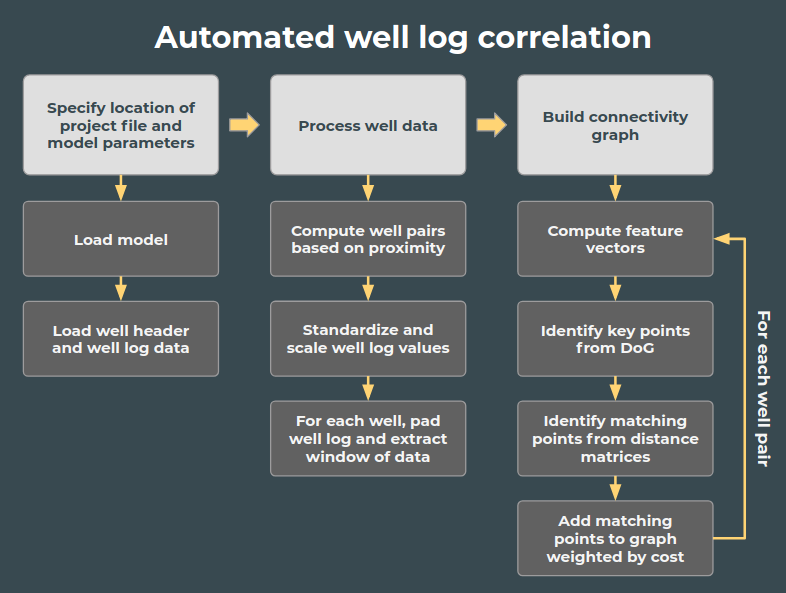 Automated well log correlation
Specify location of
project file and
model parameters
Load model
Load well header
and well log data
Process well data
Compute well pairs
based on proximity
Standardize and
scale well log values
For each well, pad
well log and extract
window of data
Build connectivity
graph
Compute feature
vectors
Identify key points
from DoG
Identify matching
points from distance
matrices
Add matching
points to graph
weighted by cost
For each well pair